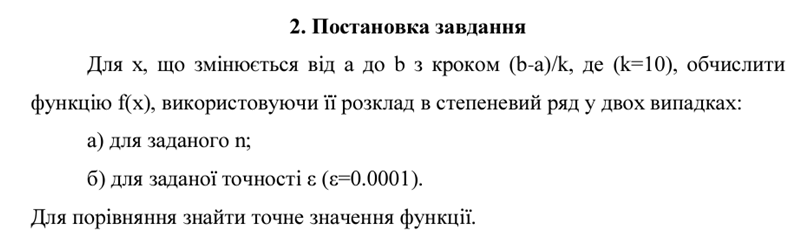 2. Постановка завдання
Для x, що змінюється від a до b з кроком (b-a)/k, де (k=10), обчислити
функцію f(x), використовуючи її розклад в степеневий ряд у двох випадках:
а) для заданого n;
б) для заданої точності ε (ε=0.0001).
Для порівняння знайти точне значення функції.